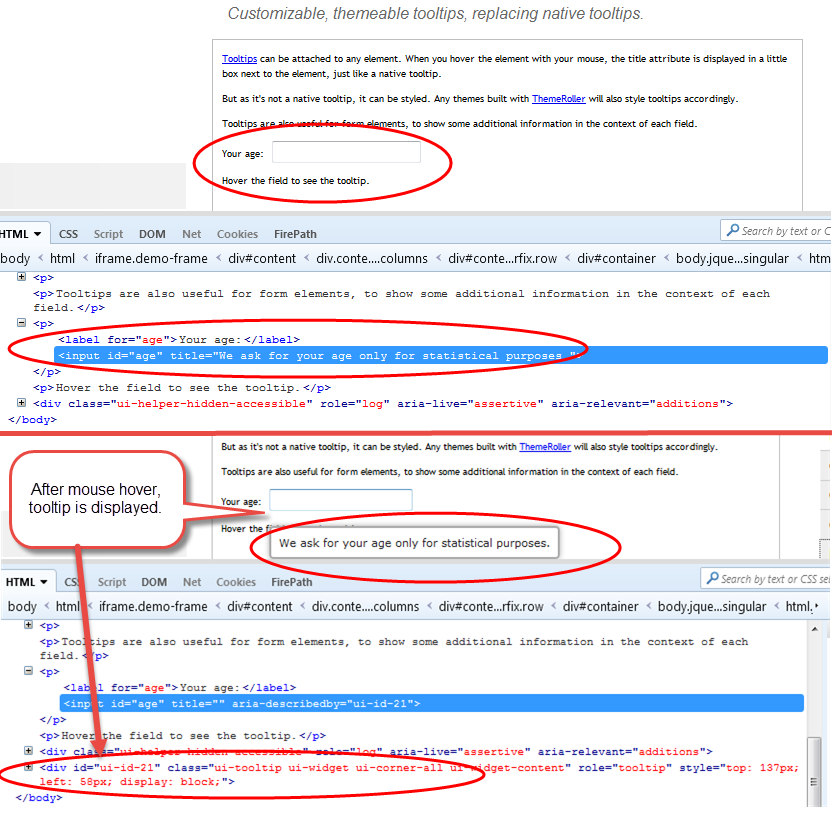 Customizable, themeable tooltips, replacing native tooltips.
Tooltips can be attached to any element. When you hover the element with your mouse, the title attribute is displayed in a little
box next to the element, just like a native tooltip.
But as it's not a native tooltip, it can be styled. Any themes built with ThemeRoller will also style tooltips accordingly.
Tooltips are also useful for form elements, to show some additional information in the context of each field.
Your age:
Hover the field to see the tooltip.
HTML CSS Script DOM Net Cookies FirePath Search by text or C
body < html < iframe.demo-frame < div#content < div.conte....columns < div#conte...rfix.row < div#container < body.jque...singular < htm
<p>
<p>Tooltips are also useful for form elements, to show some additional information in the context of each
field.</p>
<p>
<label for="age">Your age:</label>
<input id="age" title="We ask for your age only for statistical purposes.">
</p>
<p>Hover the field to see the tooltip.</p>
<div class="ui-helper-hidden-accessible" role="log" aria-live="assertive" aria-relevant="additions">
</body>
But as it's not a native tooltip, it can be styled. Any themes built with ThemeRoller will also style tooltips accordingly.
After mouse hover,
tooltip is displayed.
Tooltips are also useful for form elements, to show some additional information in the context of each field.
Your age:
Hover the fi
We ask for your age only for statistical purposes.
HTML CS Script DOM Net Cookies FirePath Search by text or CSS se
body < html < iframe.demo-frame < div#content < div.conte....columns < div#conte...rfix.row < div#container < body.jque...singular < html.
<p>
<p>Tooltips are also useful for form elements, to show some additional information in the context of each
field.</p>
<p>
<label for="age">Your age:</label>
<input id="age" title="" aria-describedby="ui-id-21">
</p>
<p>Hover the field to see the tooltip.</p>
<div class="ui-helper-hidden-accessible" role="log" aria-live="assertive" aria-relevant="additions">
<div id="ui-id-21" class="ui-tooltip ui-widget ui-corner-all ui-widget-content" role="tooltip" style="top: 137px;
left: 58px; display: block;">
</body>